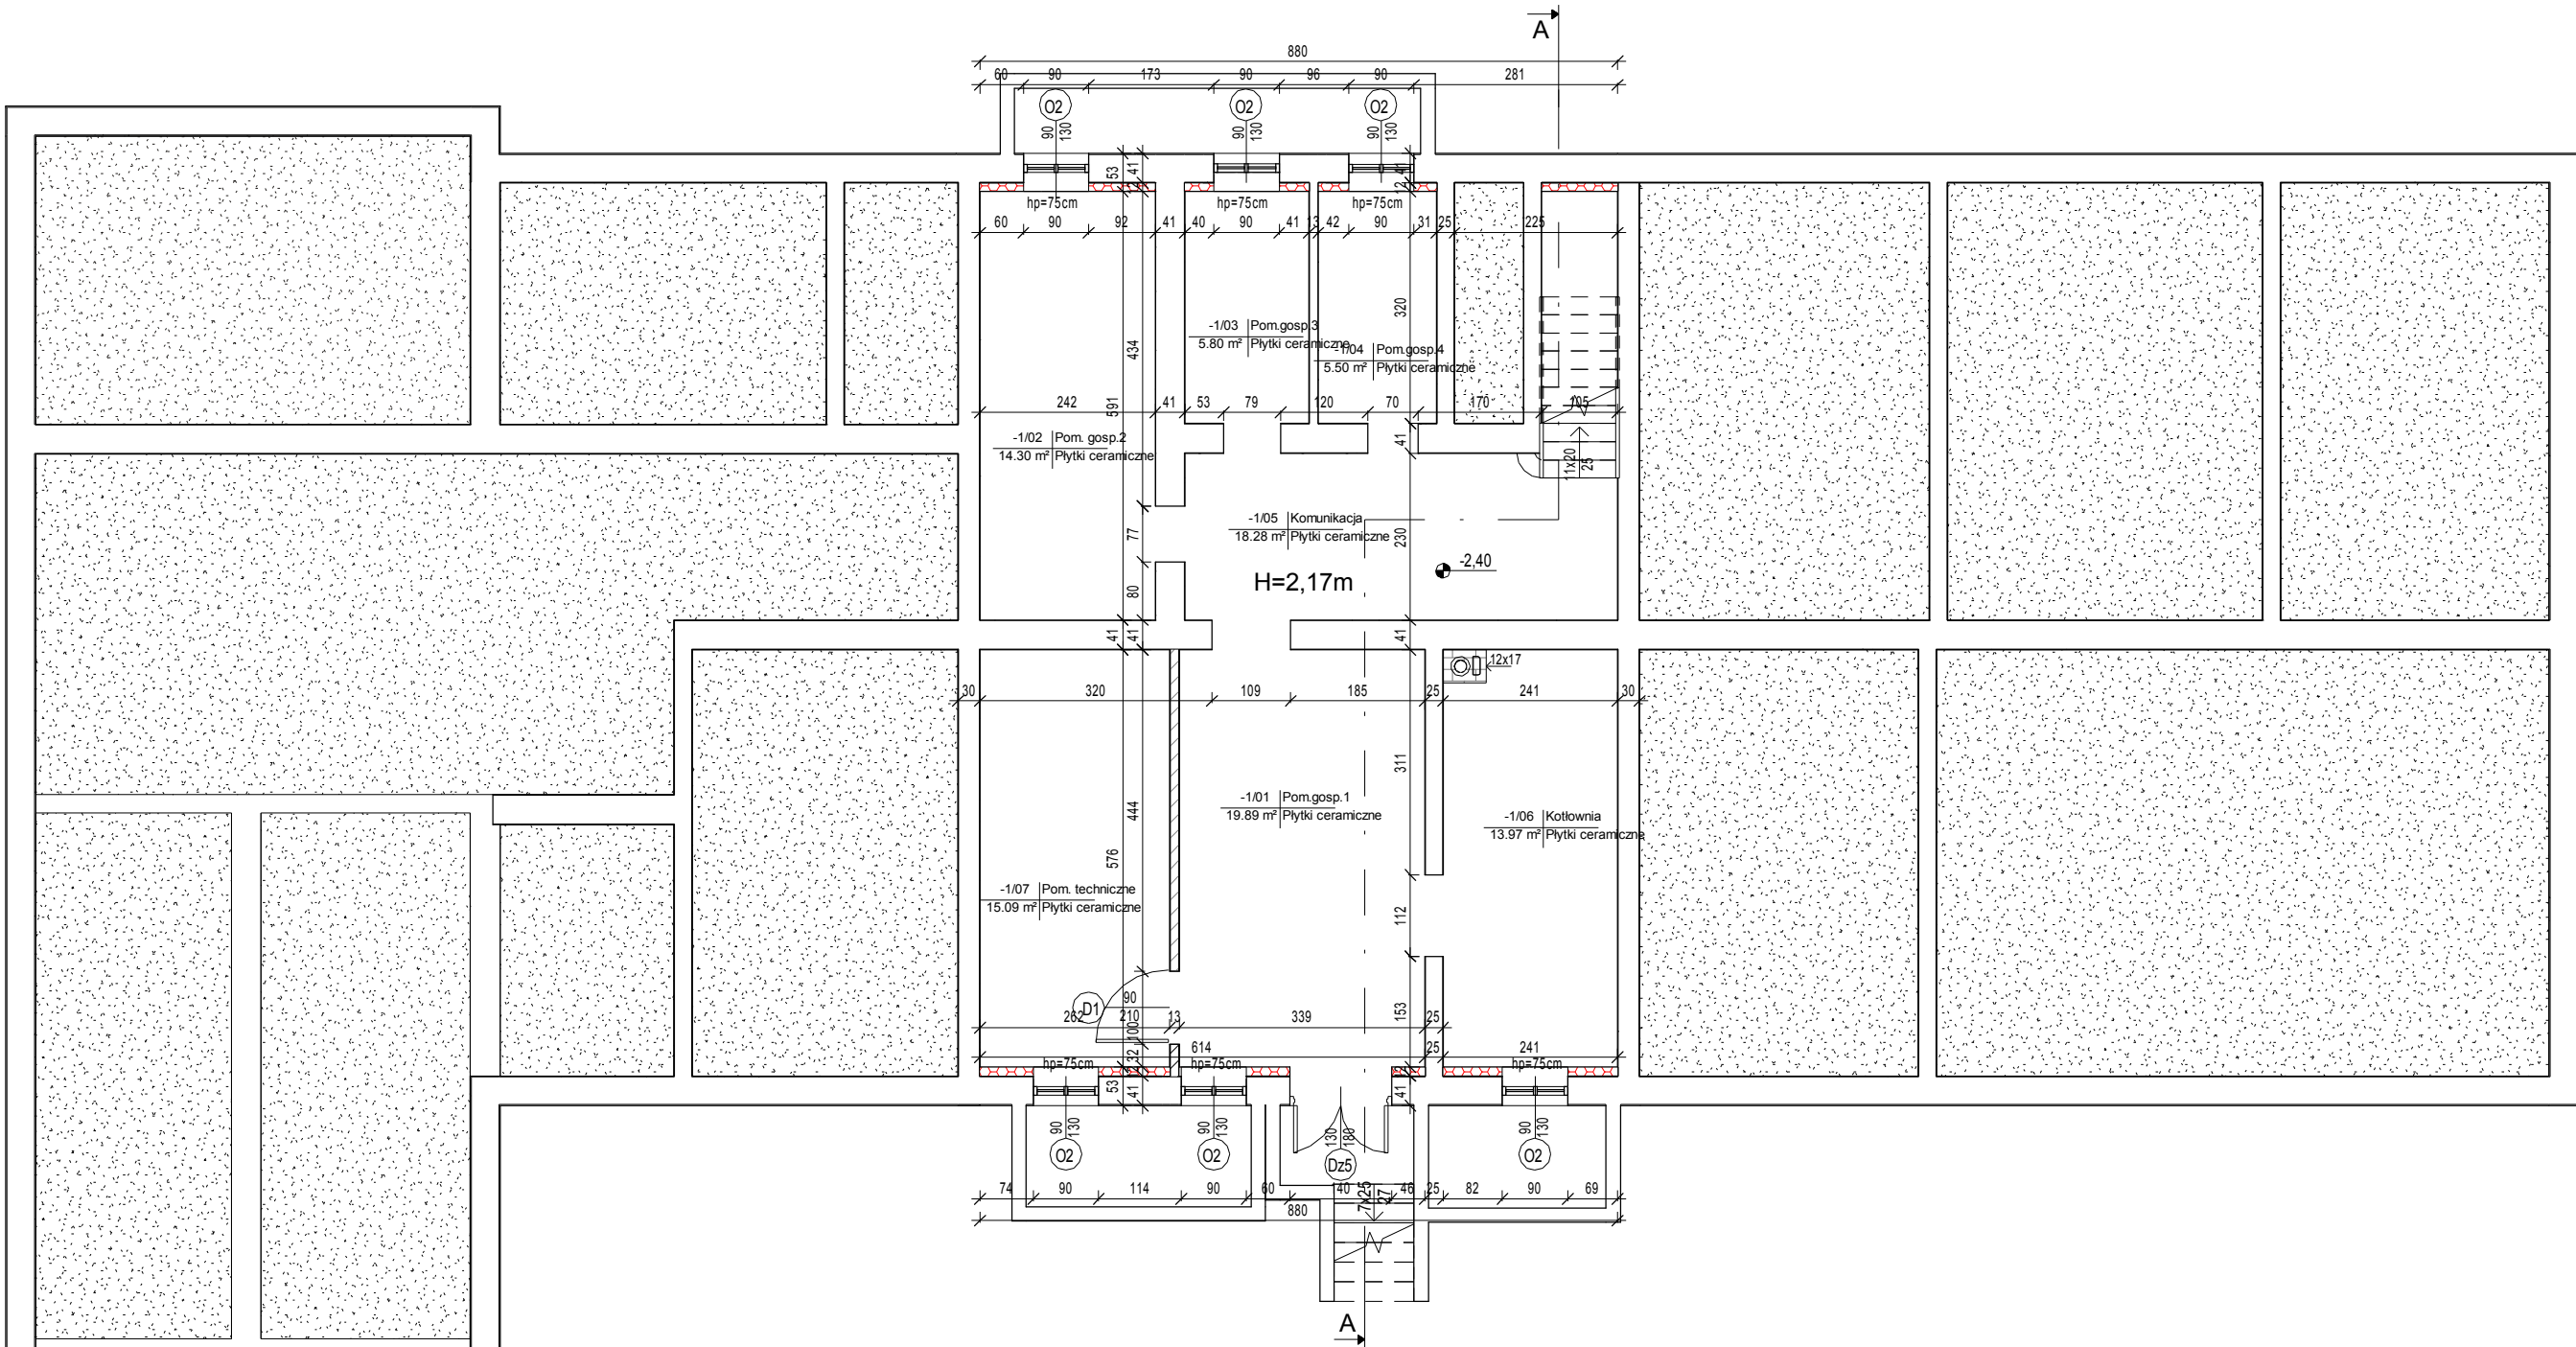 A
880
60 90 173 90 96 90 281
O2 O2 O2
90 130 90 130 90 130
53 41 41
12
hp=75cm hp=75cm hp=75cm
60 90 92 41 40 90 41 13 42 90 31 25 225
320
-1/03 Pom.gosp.3
5.80 m² Płytki ceramiczne
-1/04 Pom.gosp.4
5.50 m² Płytki ceramiczne
434
591
242 41 53 79 120 70 170 105
-1/02 Pom. gosp.2
14.30 m² Płytki ceramiczne
41
11x20
25
-1/05 Komunikacja
18.28 m² Płytki ceramiczne
77
230
-2,40
H=2,17m
80
41 41 41
12x17
30 320 109 185 25 241 30
311
-1/01 Pom.gosp.1
19.89 m² Płytki ceramiczne
444
-1/06 Kotłownia
13.97 m² Płytki ceramiczne
576
-1/07 Pom. techniczne
15.09 m² Płytki ceramiczne
112
D1 90
210
262 13 339 25
100
153
614 25 241
32
hp=75cm hp=75cm hp=75cm
53 41 41
90 130 90 130 130 180 90 130
O2 O2 Dz5 O2
74 90 114 90 60 140 46 25 82 90 69
7x25
27
880
A